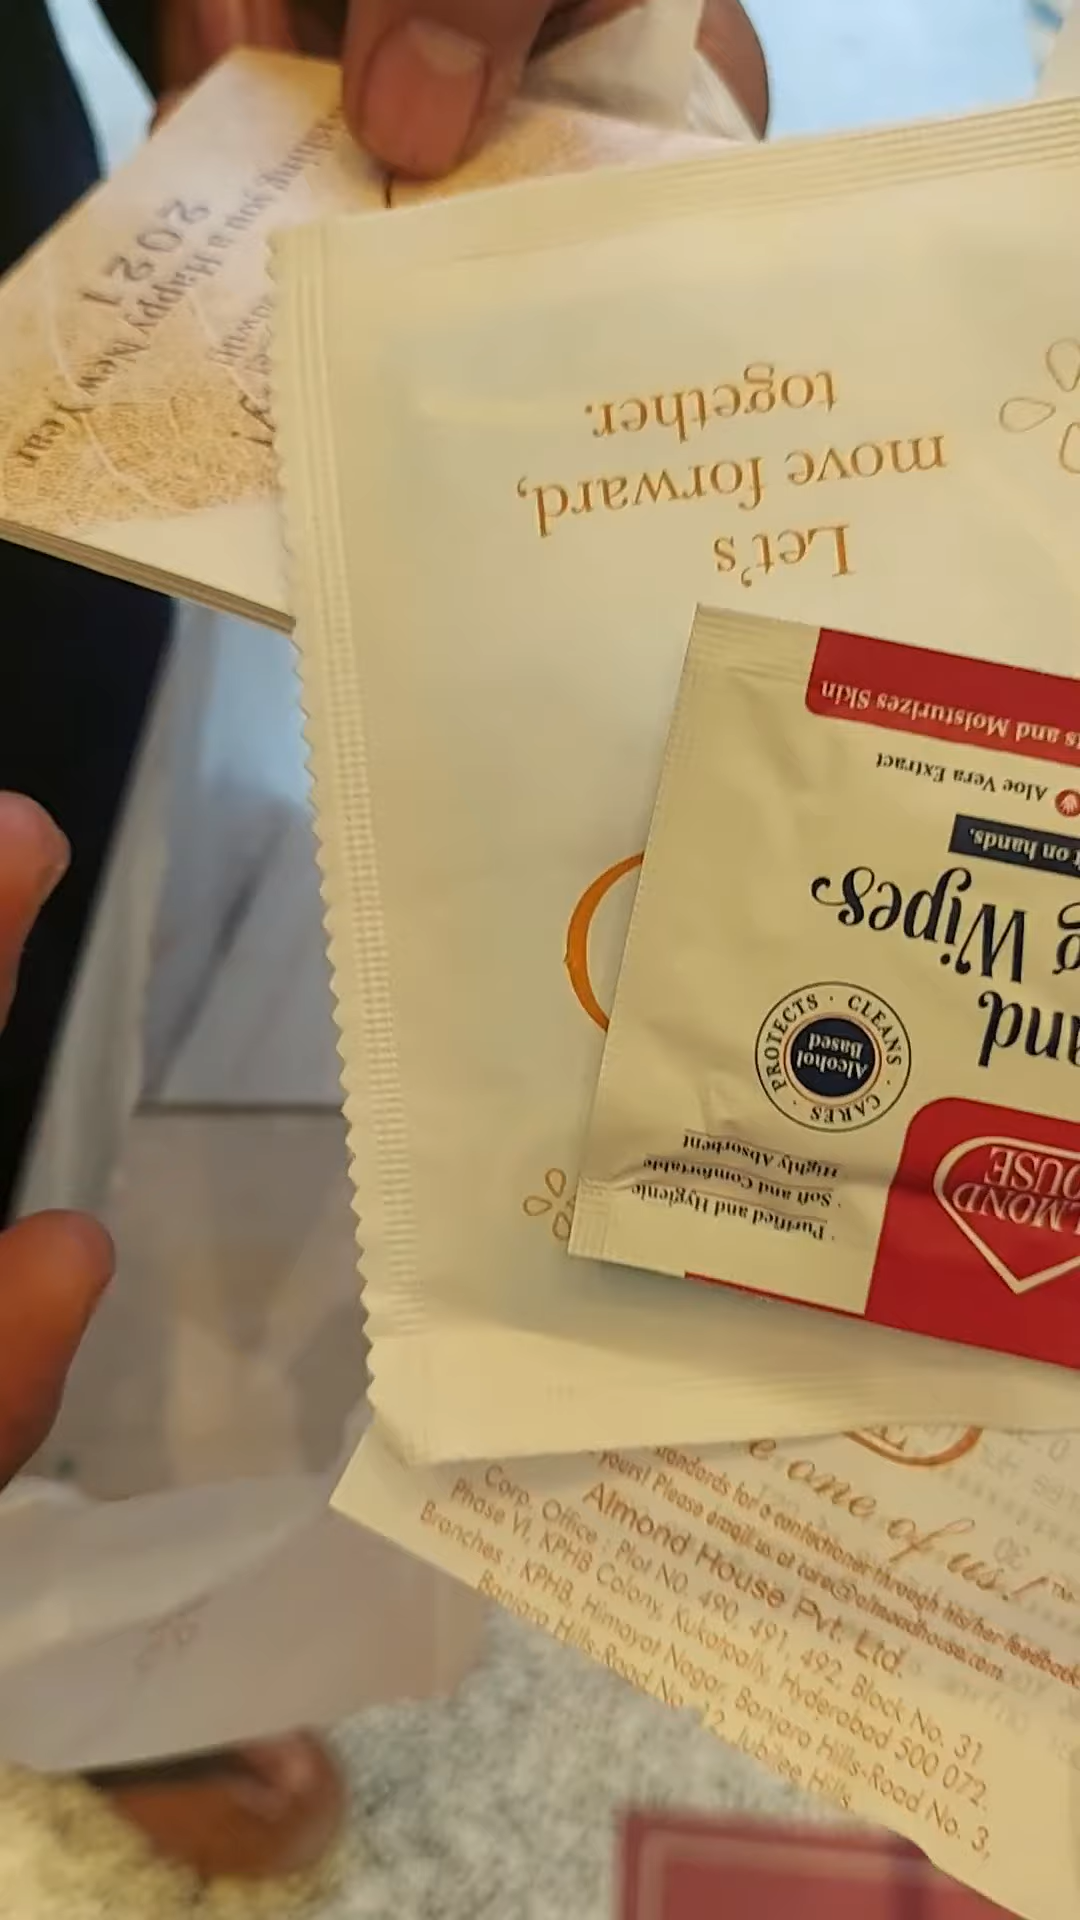 Wishing you a Happy New Year
2021
Let's
move forward,
together.
ALMOND
HOUSE
· Purified and Hygienic
· Soft and Comfortable
Highly Absorbent
PROTECTS · CLEANS · CARES ·
Alcohol
Based
Wipes
on hands.
Aloe Vera Extract
and Moisturizes Skin
one of us!
standards for a confectioner through his/her feedback
yours! Please email us at care@almondhouse.com.
Almond House Pvt. Ltd.
Corp. Office : Plot NO. 490, 491, 492, Block No. 31
Phase VI, KPHB Colony, Kukatpally, Hyderabad 500 072.
Branches : KPHB, Himayat Nagar, Banjara Hills-Road No. 3,
Banjara Hills-Road No. 12, Jubilee Hills